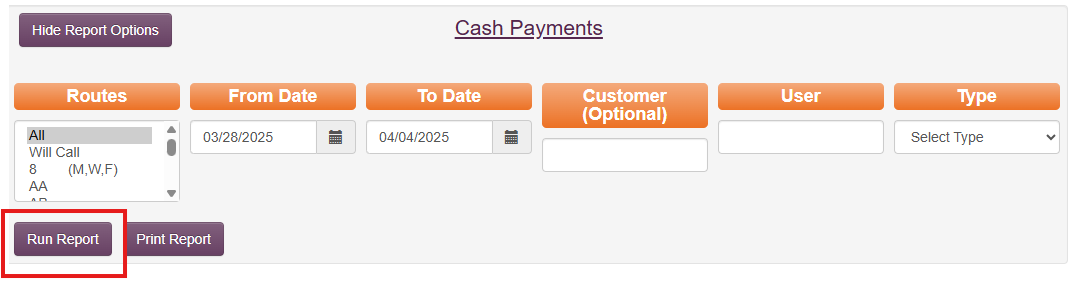 Hide Report Options
Cash Payments
Routes
From Date
To Date
Customer
(Optional)
User
Type
All
Will Call
8 (M,W,F)
AA
03/28/2025
04/04/2025
Select Type
Run Report
Print Report